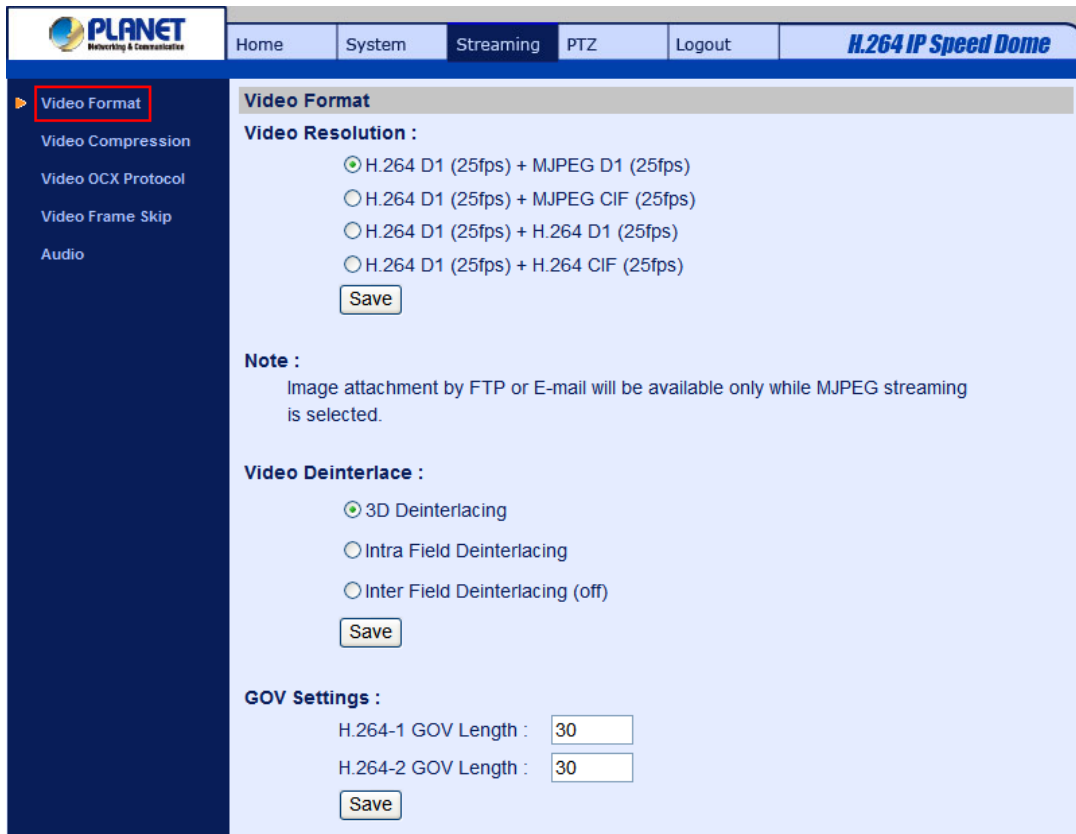 PLANET
Networking & Communication
Home System Streaming PTZ Logout H.264 IP Speed Dome
Video Format
Video Compression
Video OCX Protocol
Video Frame Skip
Audio
Video Format
Video Resolution :
H.264 D1 (25fps) + MJPEG D1 (25fps)
H.264 D1 (25fps) + MJPEG CIF (25fps)
H.264 D1 (25fps) + H.264 D1 (25fps)
H.264 D1 (25fps) + H.264 CIF (25fps)
Save
Note :
Image attachment by FTP or E-mail will be available only while MJPEG streaming
is selected.
Video Deinterlace :
3D Deinterlacing
Intra Field Deinterlacing
Inter Field Deinterlacing (off)
Save
GOV Settings :
H.264-1 GOV Length : 30
H.264-2 GOV Length : 30
Save